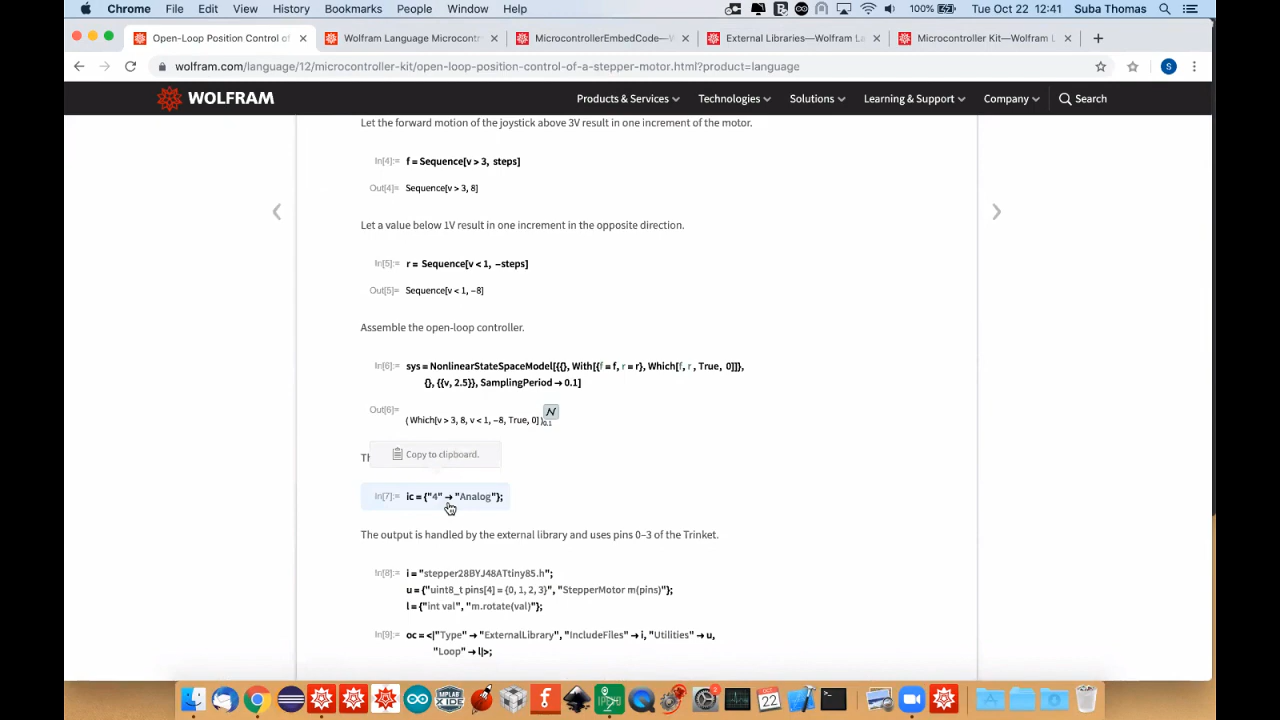 Chrome File Edit View History Bookmarks People Window Help 100% Tue Oct 22 12:41 Suba Thomas
Open-Loop Position Control of Wolfram Language Microcontr MicrocontrollerEmbedCode—W External Libraries—Wolfram La Microcontroller Kit—Wolfram L
wolfram.com/language/12/microcontroller-kit/open-loop-position-control-of-a-stepper-motor.html?product=language
WOLFRAM Products & Services Technologies Solutions Learning & Support Company Search
Let the forward motion of the joystick above 3V result in one increment of the motor.
In[4]:= f = Sequence[v > 3, steps]
Out[4]= Sequence[v > 3, 8]
Let a value below 1V result in one increment in the opposite direction.
In[5]:= r = Sequence[v < 1, -steps]
Out[5]= Sequence[v < 1, -8]
Assemble the open-loop controller.
In[6]:= sys = NonlinearStateSpaceModel[{{}, With[{f = f, r = r}, Which[f, r , True, 0]]},
{}, {{v, 2.5}}, SamplingPeriod → 0.1]
Out[6]= ( Which[v > 3, 8, v < 1, -8, True, 0] )0.1 N
Th Copy to clipboard.
In[7]:= ic = {"4" → "Analog"};
The output is handled by the external library and uses pins 0–3 of the Trinket.
In[8]:= i = "stepper28BYJ48ATtiny85.h";
u = {"uint8_t pins[4] = {0, 1, 2, 3}", "StepperMotor m(pins)"};
l = {"int val", "m.rotate(val)"};
In[9]:= oc = <|"Type" → "ExternalLibrary", "IncludeFiles" → i, "Utilities" → u,
"Loop" → l|>;